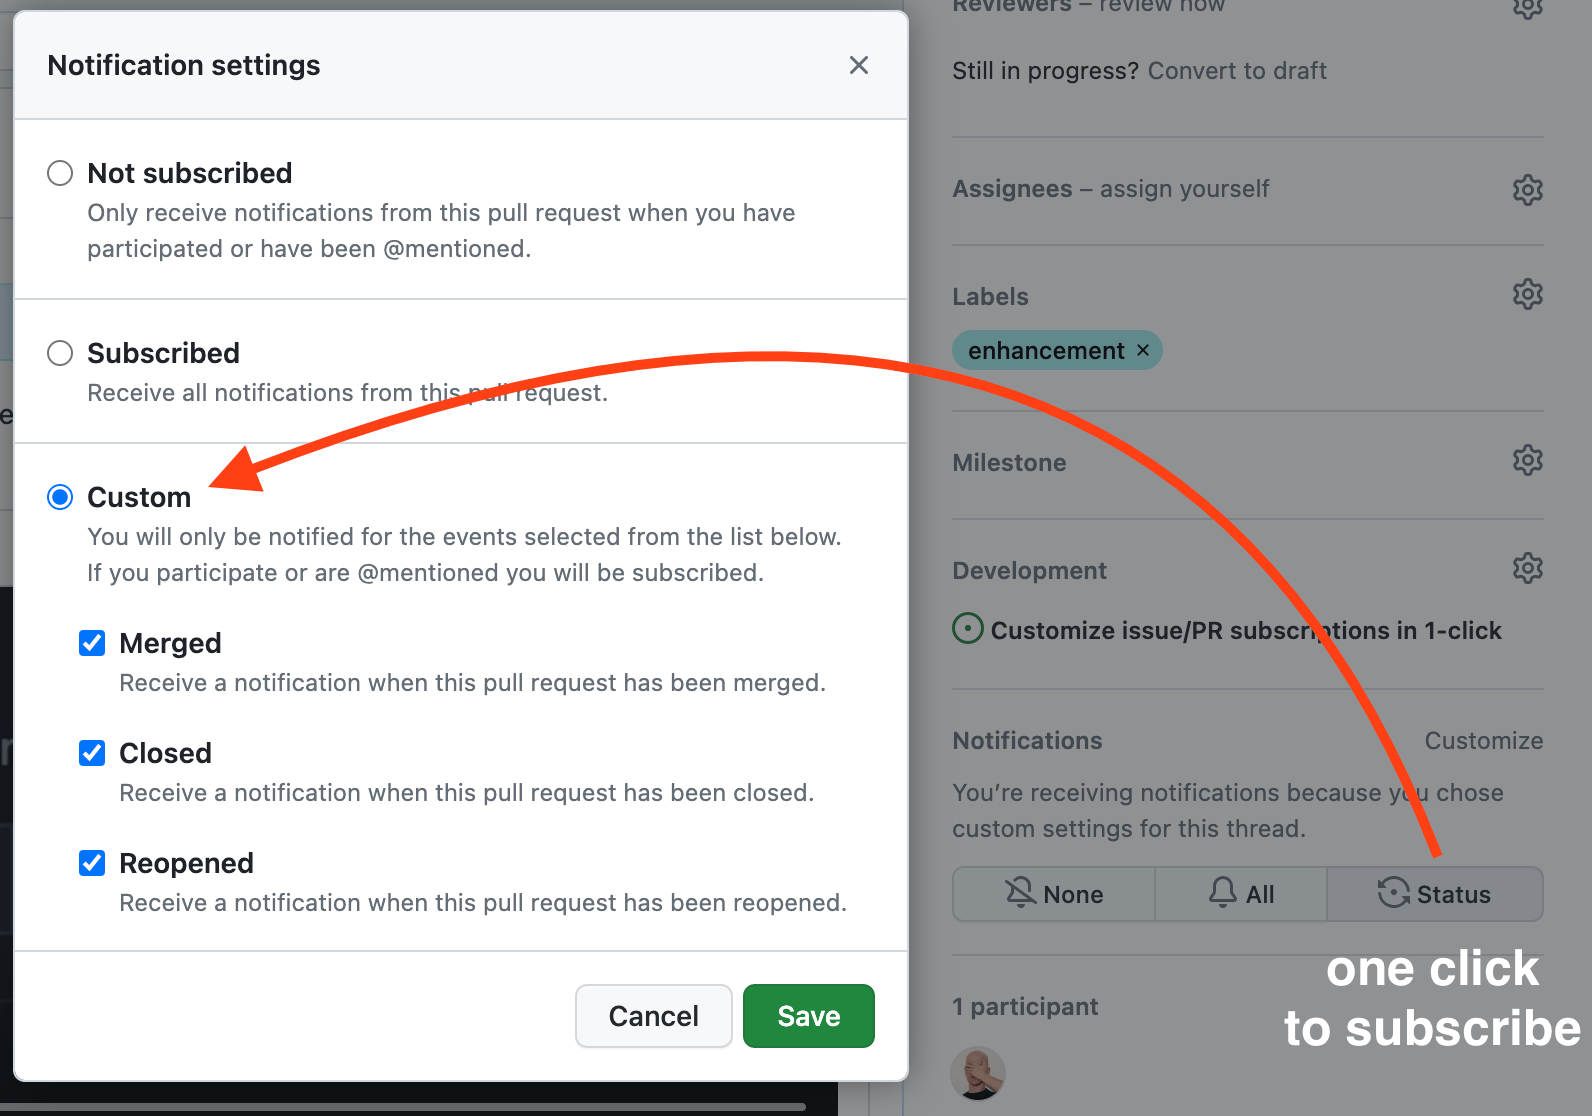 Notification settings
Not subscribed
Only receive notifications from this pull request when you have
participated or have been @mentioned.
Subscribed
Receive all notifications from this pull request.
Custom
You will only be notified for the events selected from the list below.
If you participate or are @mentioned you will be subscribed.
Merged
Receive a notification when this pull request has been merged.
Closed
Receive a notification when this pull request has been closed.
Reopened
Receive a notification when this pull request has been reopened.
Cancel
Save
Reviewers – review now
Still in progress? Convert to draft
Assignees – assign yourself
Labels
enhancement ×
Milestone
Development
Customize issue/PR subscriptions in 1-click
Notifications
Customize
You’re receiving notifications because you chose
custom settings for this thread.
None
All
Status
one click
to subscribe
1 participant